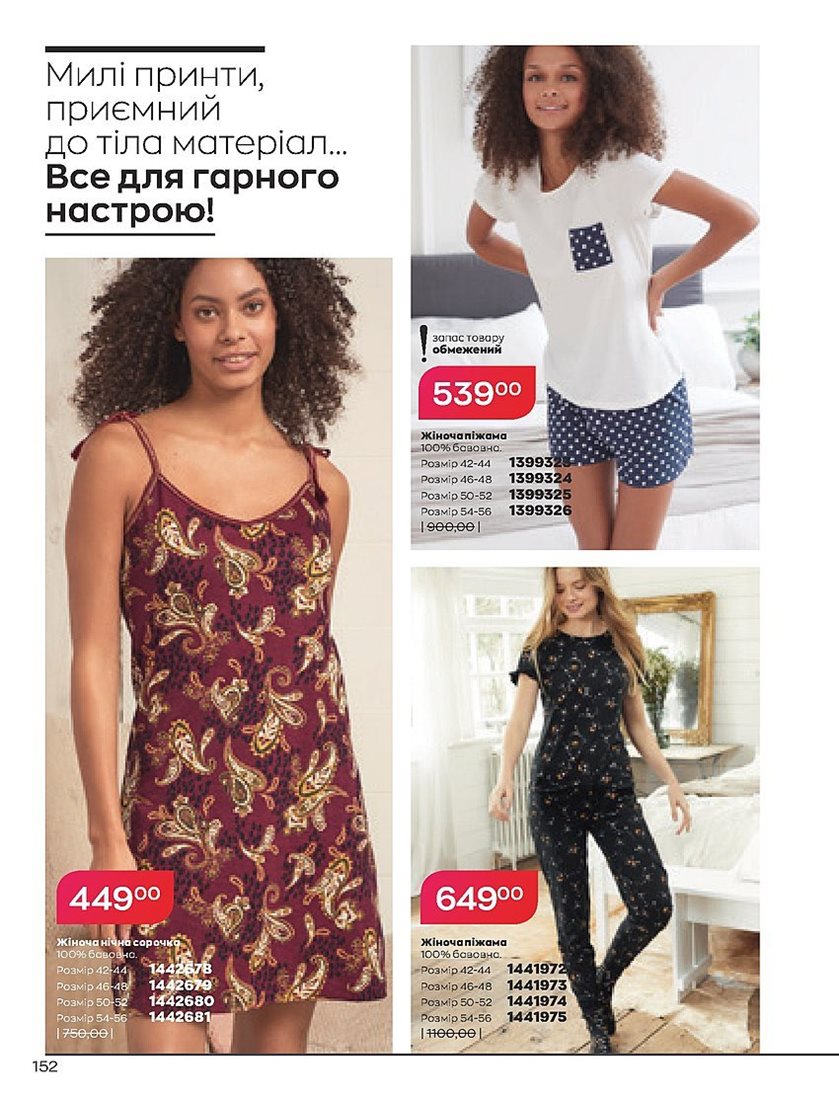 Милі принти,
приємний
до тіла матеріал...
Все для гарного
настрою!
! запас товару
обмежений
539⁰⁰
Жіноча піжама
100% бавовна.
Розмір 42-44 1399323
Розмір 46-48 1399324
Розмір 50-52 1399325
Розмір 54-56 1399326
| 900,00 |
449⁰⁰
Жіноча нічна сорочка
100% бавовна.
Розмір 42-44 1442678
Розмір 46-48 1442679
Розмір 50-52 1442680
Розмір 54-56 1442681
| 750,00 |
649⁰⁰
Жіноча піжама
100% бавовна.
Розмір 42-44 1441972
Розмір 46-48 1441973
Розмір 50-52 1441974
Розмір 54-56 1441975
| 1100,00 |
152